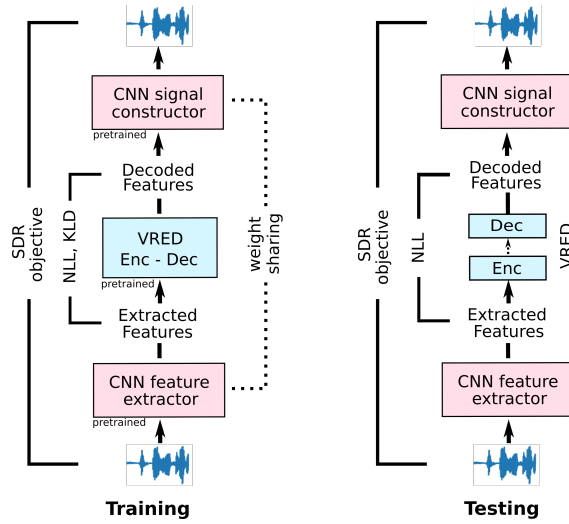 CNN signal
constructor
pretrained
Decoded
Features
SDR
objective
NLL, KLD
VRED
Enc - Dec
pretrained
weight
sharing
Extracted
Features
CNN feature
extractor
pretrained
Training
CNN signal
constructor
Decoded
Features
SDR
objective
NLL
Dec
Enc
VRED
Extracted
Features
CNN feature
extractor
Testing